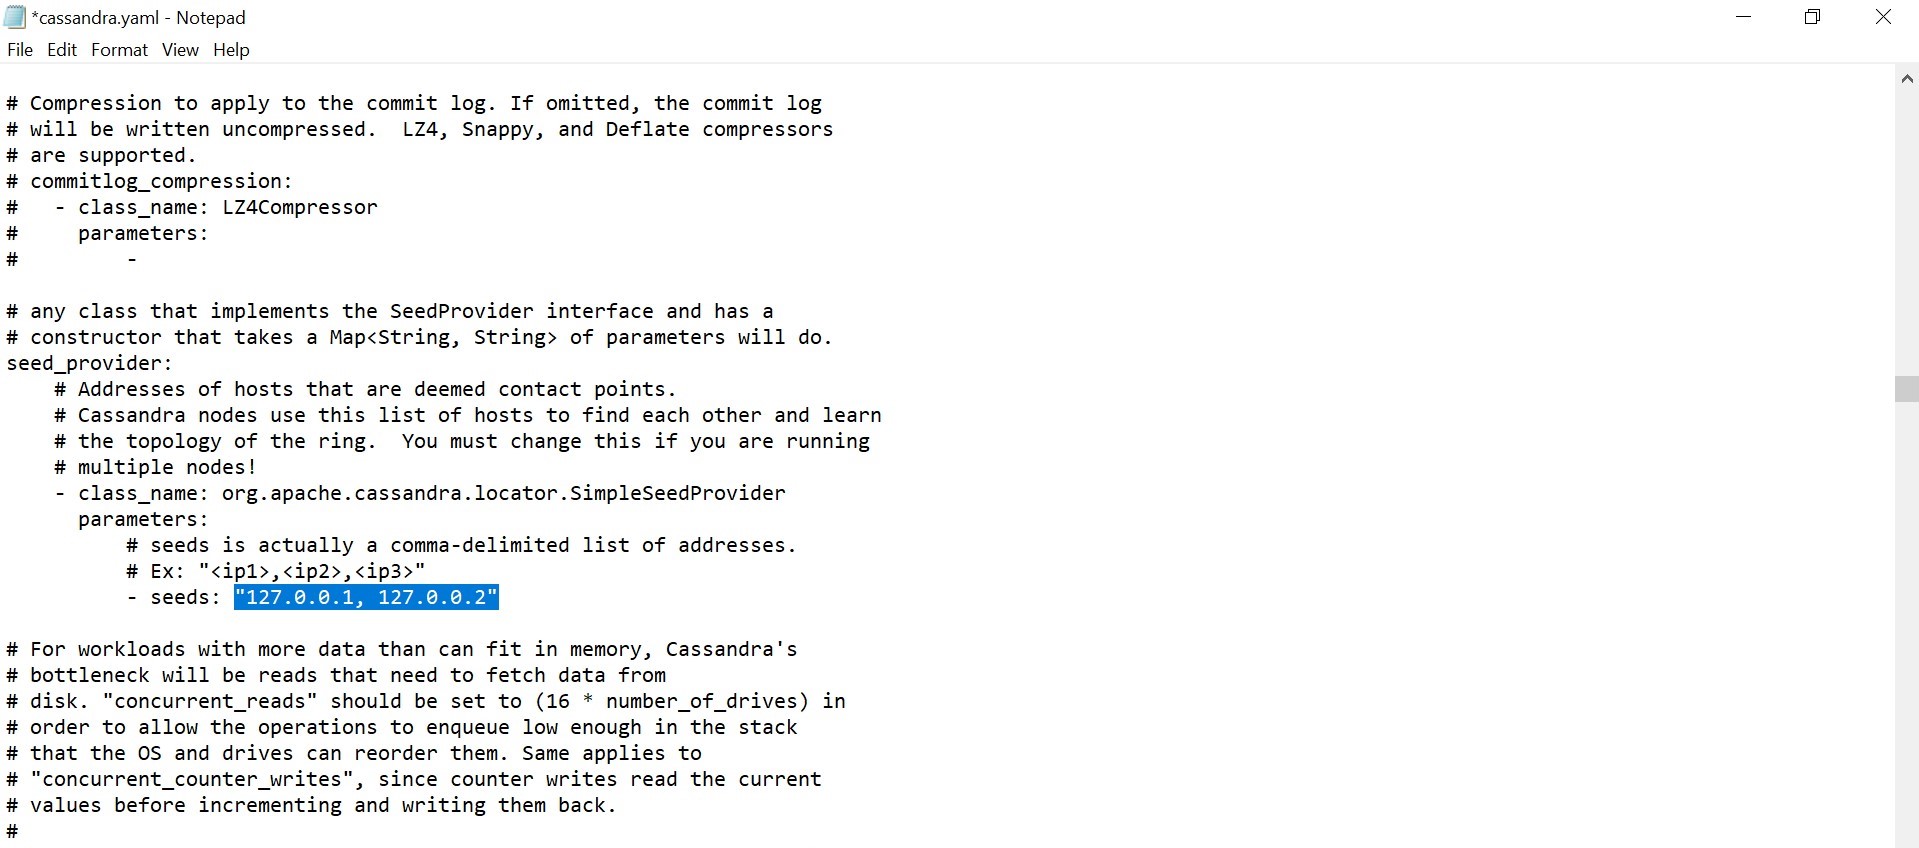 *cassandra.yaml - Notepad
File Edit Format View Help
# Compression to apply to the commit log. If omitted, the commit log
# will be written uncompressed.  LZ4, Snappy, and Deflate compressors
# are supported.
# commitlog_compression:
#   - class_name: LZ4Compressor
#     parameters:
#         -
# any class that implements the SeedProvider interface and has a
# constructor that takes a Map<String, String> of parameters will do.
seed_provider:
    # Addresses of hosts that are deemed contact points.
    # Cassandra nodes use this list of hosts to find each other and learn
    # the topology of the ring.  You must change this if you are running
    # multiple nodes!
    - class_name: org.apache.cassandra.locator.SimpleSeedProvider
      parameters:
          # seeds is actually a comma-delimited list of addresses.
          # Ex: "<ip1>,<ip2>,<ip3>"
          - seeds: "127.0.0.1, 127.0.0.2"
# For workloads with more data than can fit in memory, Cassandra's
# bottleneck will be reads that need to fetch data from
# disk. "concurrent_reads" should be set to (16 * number_of_drives) in
# order to allow the operations to enqueue low enough in the stack
# that the OS and drives can reorder them. Same applies to
# "concurrent_counter_writes", since counter writes read the current
# values before incrementing and writing them back.
#